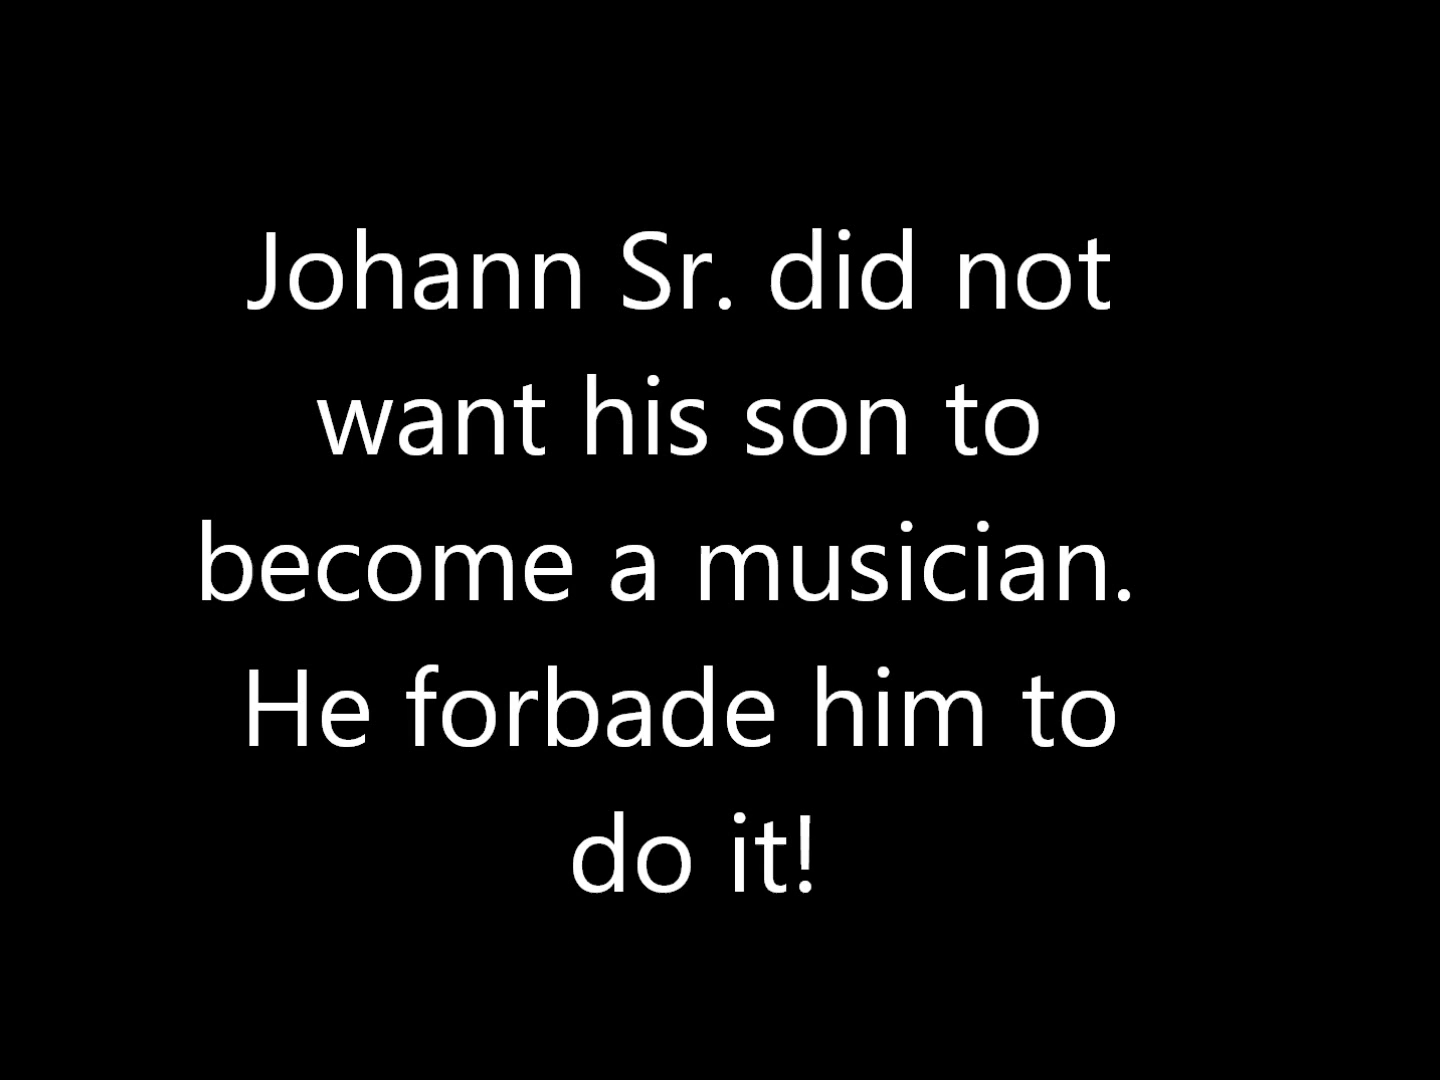 Johann Sr. did not
want his son to
become a musician.
He forbade him to
do it!